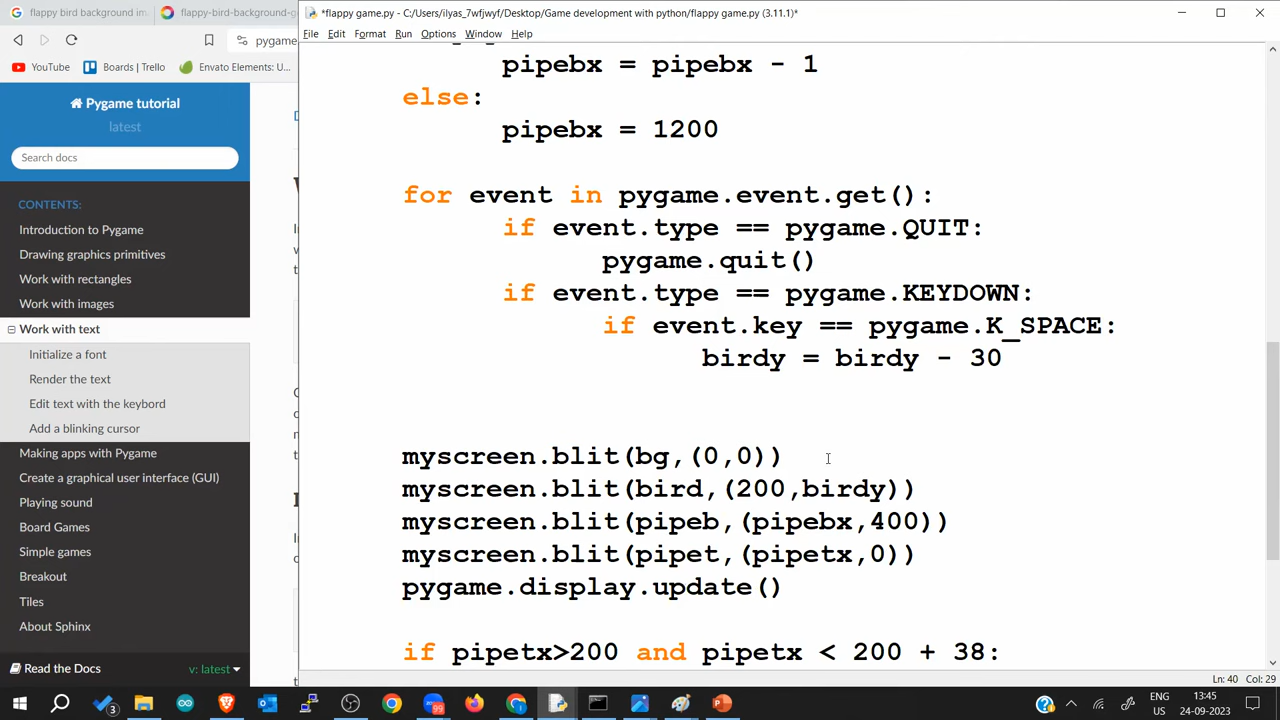 flappy bird background im
flappy-bird-background-g
*flappy game.py - C:/Users/ilyas_7wfjwyf/Desktop/Game development with python/flappy game.py (3.11.1)*
File Edit Format Run Options Window Help
pygame
YouTube
Boards | Trello
Envato Elements: U...
Pygame tutorial
latest
Search docs
CONTENTS:
Introduction to Pygame
Drawing graphics primitives
Work with rectangles
Work with images
Work with text
Initialize a font
Render the text
Edit text with the keybord
Add a blinking cursor
Making apps with Pygame
Create a graphical user interface (GUI)
Playing sound
Board Games
Simple games
Breakout
Tiles
About Sphinx
Read the Docs
v: latest
pipebx = pipebx - 1
else:
pipebx = 1200
for event in pygame.event.get():
if event.type == pygame.QUIT:
pygame.quit()
if event.type == pygame.KEYDOWN:
if event.key == pygame.K_SPACE:
birdy = birdy - 30
myscreen.blit(bg,(0,0))
myscreen.blit(bird,(200,birdy))
myscreen.blit(pipeb,(pipebx,400))
myscreen.blit(pipet,(pipetx,0))
pygame.display.update()
if pipetx>200 and pipetx < 200 + 38:
Ln: 40 Col: 29
3
99
ENG
US
13:45
24-09-2023